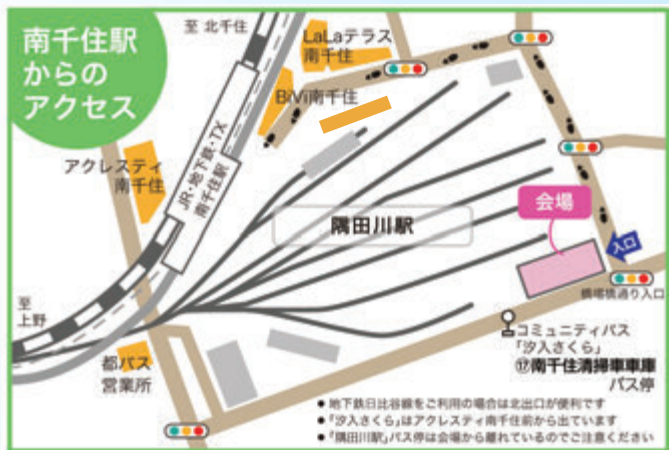 南千住駅
からの
アクセス
至 北千住
LaLaテラス
南千住
BiVi南千住
アクレスティ
南千住
JR・地下鉄・TX
南千住駅
隅田川駅
会場
入口
至
上野
橋場堤通り入口
都バス
営業所
コミュニティバス
「汐入さくら」
⑰南千住清掃車車庫
バス停
● 地下鉄日比谷線をご利用の場合は北出口が便利です
● 「汐入さくら」はアクレスティ南千住前から出ています
● 「隅田川駅」バス停は会場から離れているのでご注意ください